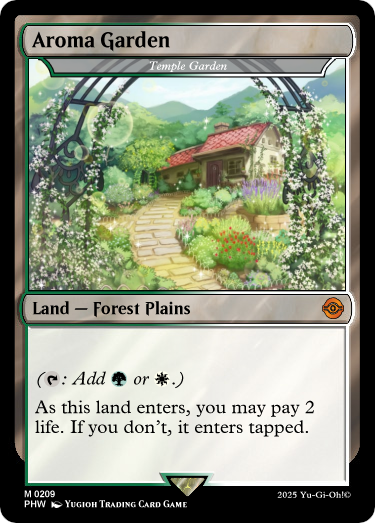 Aroma Garden
Temple Garden
Land — Forest Plains
(: Add or .)
As this land enters, you may pay 2
life. If you don't, it enters tapped.
M 0209
PHW Yugioh Trading Card Game
2025 Yu-Gi-Oh!©